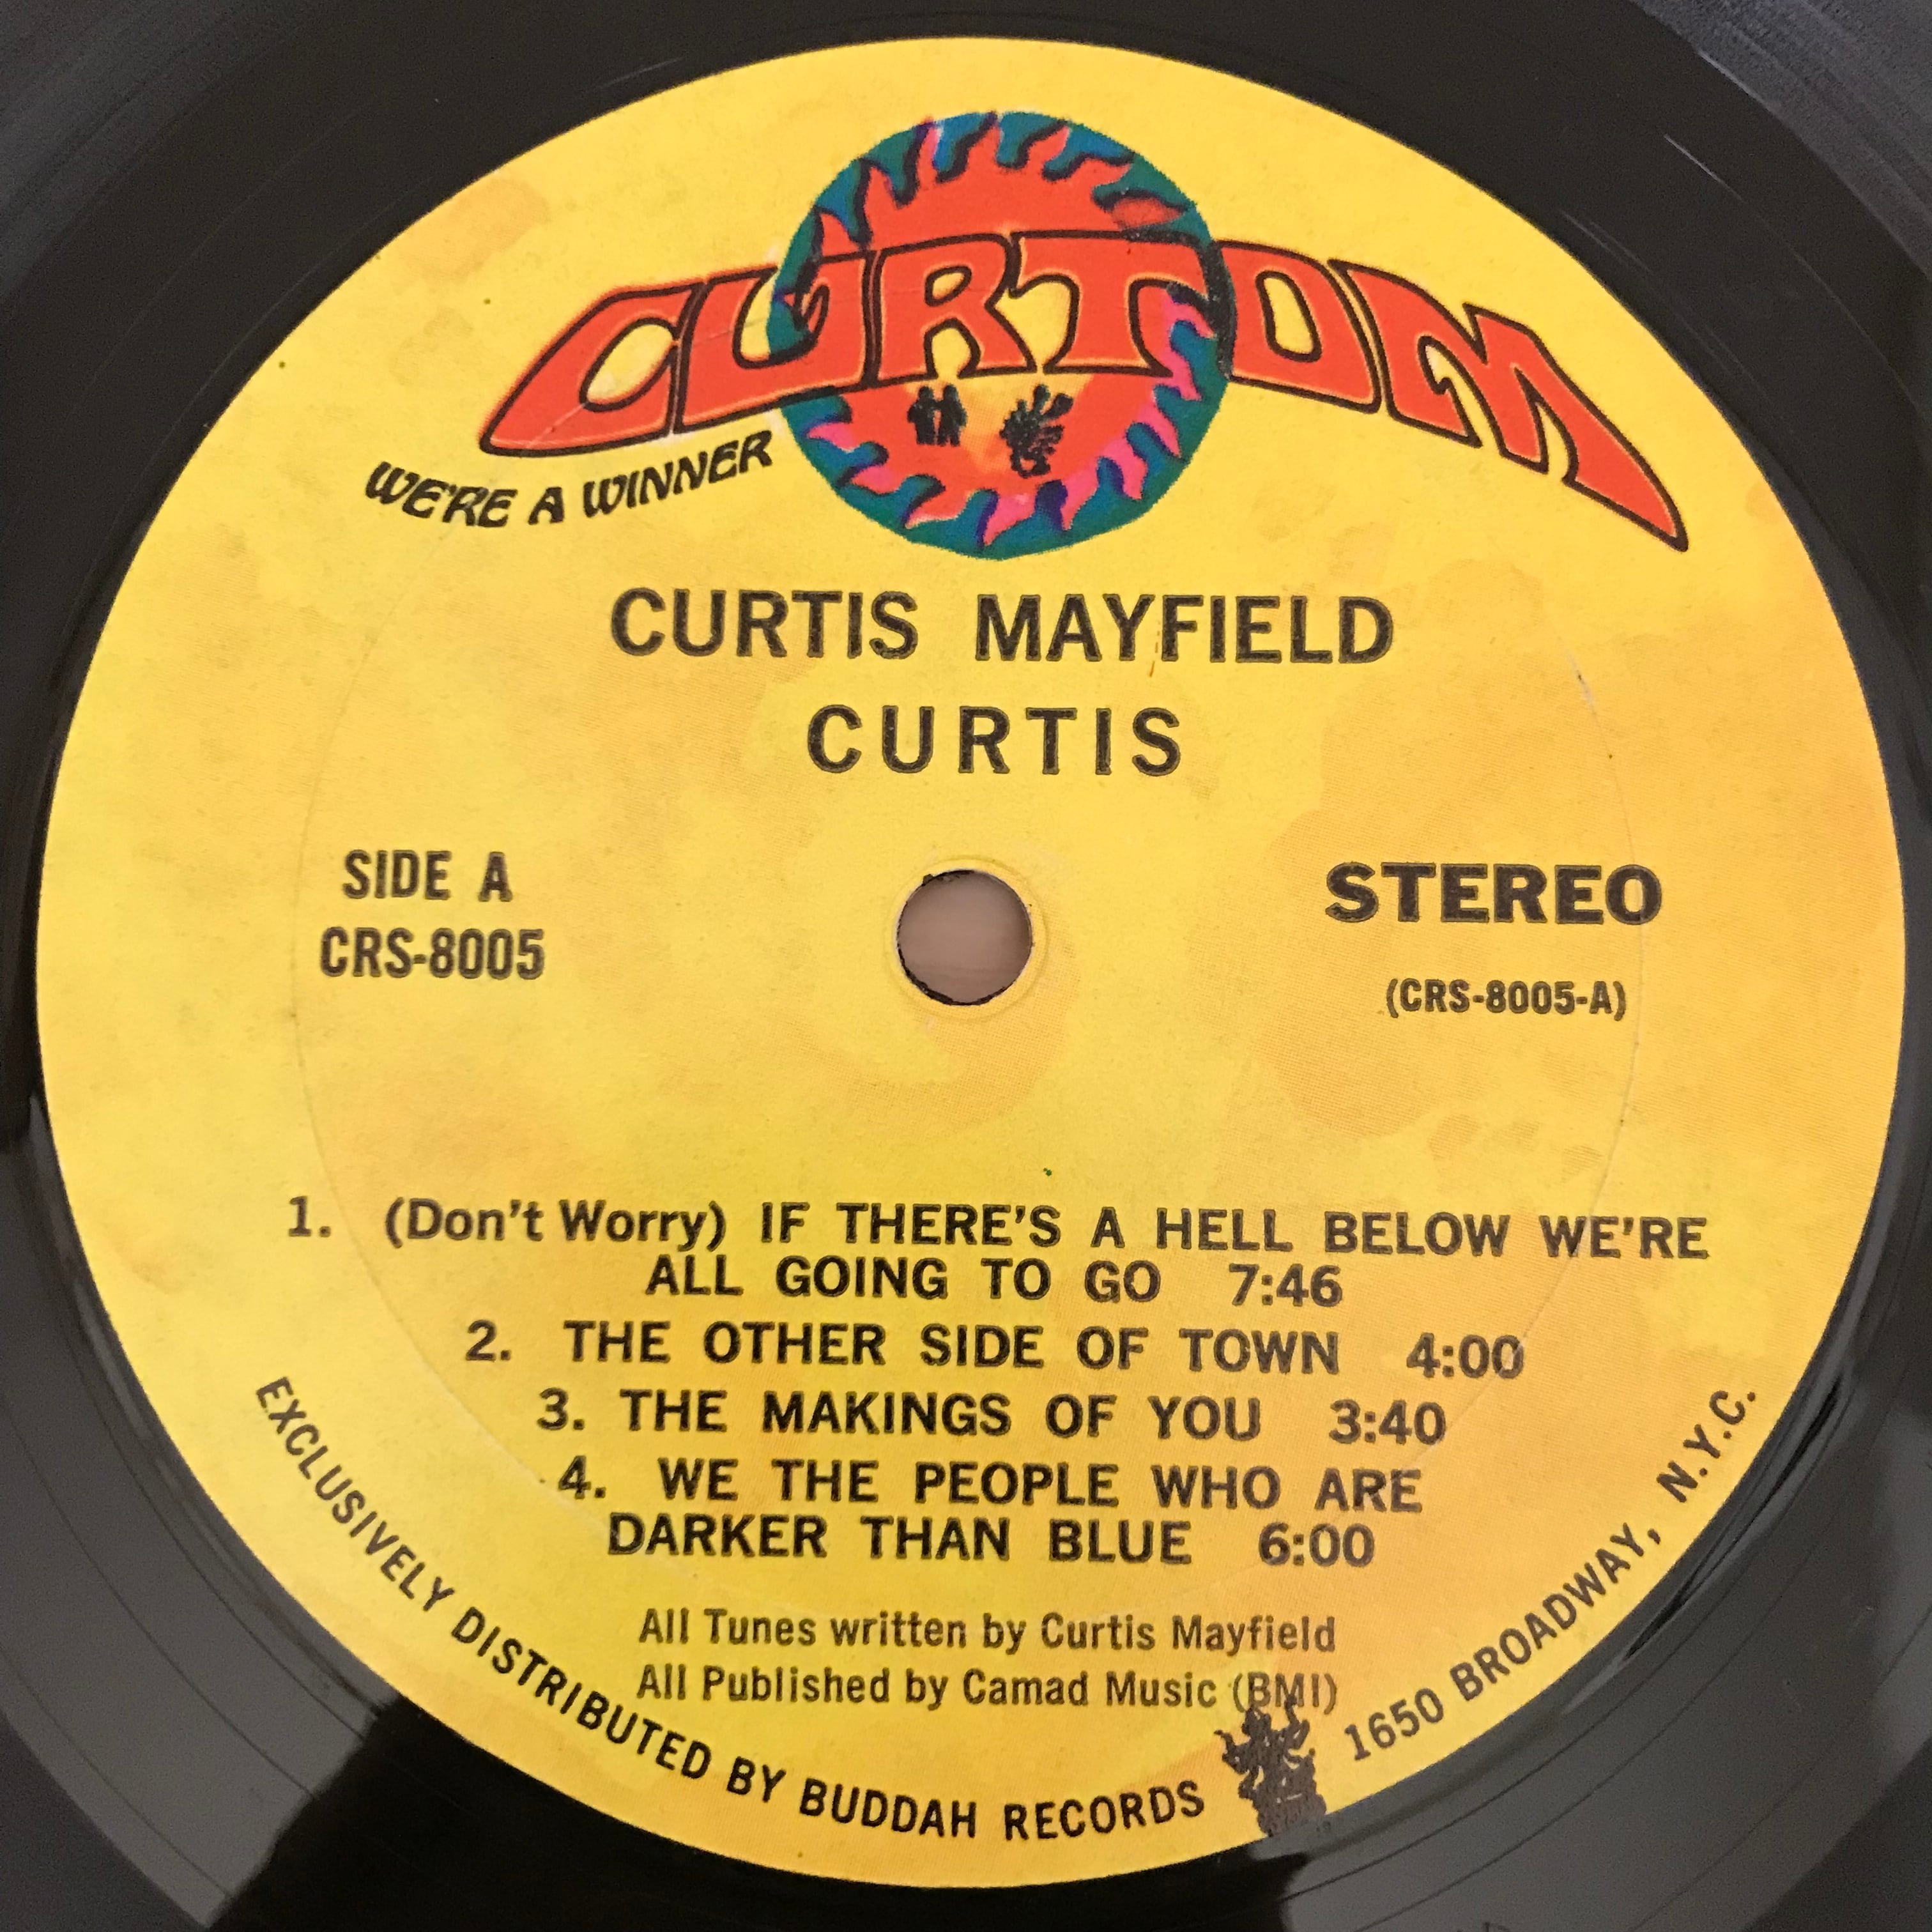 CURTOM
WE'RE A WINNER
CURTIS MAYFIELD
CURTIS
SIDE A
CRS-8005
STEREO
(CRS-8005-A)
1. (Don't Worry) IF THERE'S A HELL BELOW WE'RE
ALL GOING TO GO 7:46
2. THE OTHER SIDE OF TOWN 4:00
3. THE MAKINGS OF YOU 3:40
4. WE THE PEOPLE WHO ARE
DARKER THAN BLUE 6:00
All Tunes written by Curtis Mayfield
All Published by Camad Music (BMI)
EXCLUSIVELY DISTRIBUTED BY BUDDAH RECORDS 1650 BROADWAY, N.Y.C.